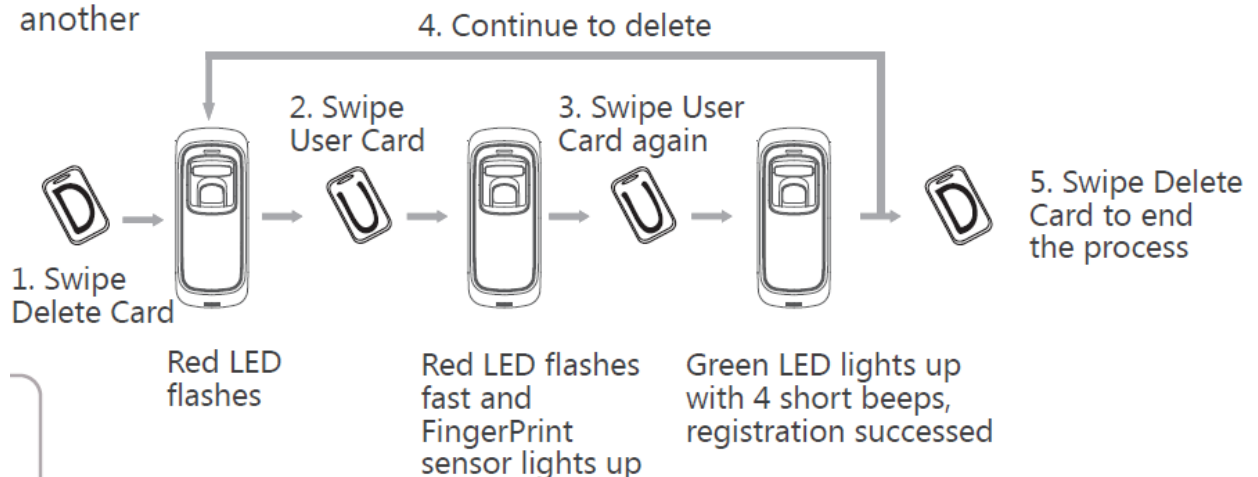 another
4. Continue to delete
2. Swipe
User Card
3. Swipe User
Card again
D
U
U
D
1. Swipe
Delete Card
5. Swipe Delete
Card to end
the process
Red LED
flashes
Red LED flashes
fast and
FingerPrint
sensor lights up
Green LED lights up
with 4 short beeps,
registration successed